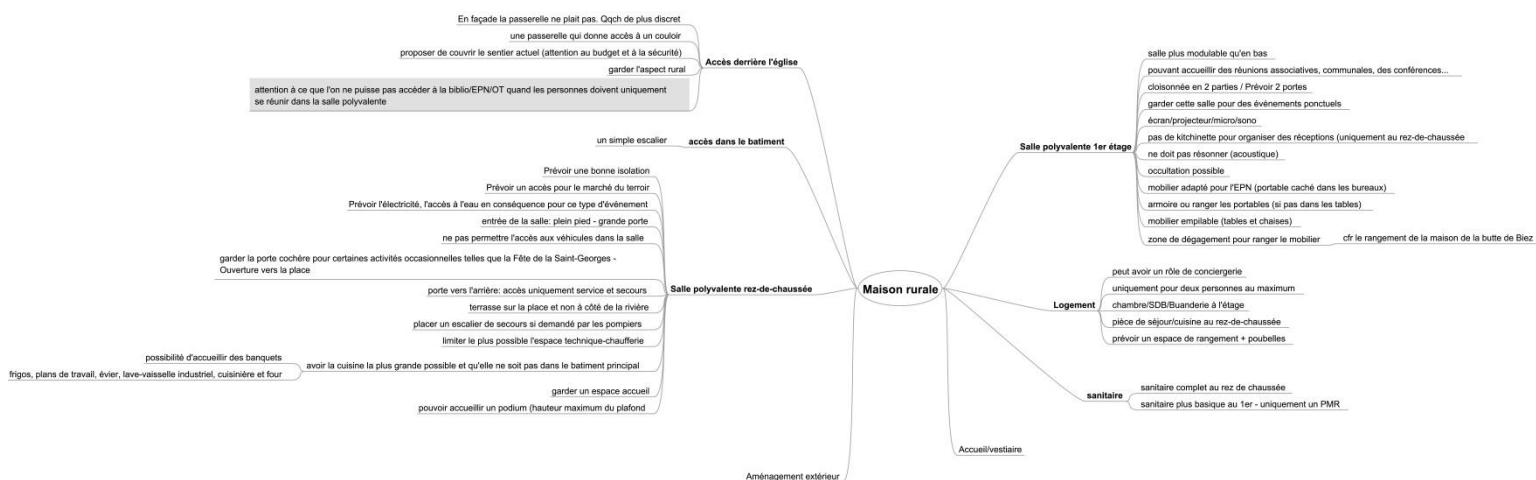 Maison rurale
Accès derrière l'église
En façade la passerelle ne plait pas. Qqch de plus discret
une passerelle qui donne accès à un couloir
proposer de couvrir le sentier actuel (attention au budget et à la sécurité)
garder l'aspect rural
attention à ce que l'on ne puisse pas accèder à la biblio/EPN/OT quand les personnes doivent uniquement
se réunir dans la salle polyvalente
accès dans le batiment
un simple escalier
Salle polyvalente rez-de-chaussée
Prévoir une bonne isolation
Prévoir un accès pour le marché du terroir
Prévoir l'électricité, l'accès à l'eau en conséquence pour ce type d'événement
entrée de la salle: plein pied - grande porte
ne pas permettre l'accès aux véhicules dans la salle
garder la porte cochère pour certaines activités occasionnelles telles que la Fête de la Saint-Georges -
Ouverture vers la place
porte vers l'arrière: accès uniquement service et secours
terrasse sur la place et non à côté de la rivière
placer un escalier de secours si demandé par les pompiers
limiter le plus possible l'espace technique-chaufferie
avoir la cuisine la plus grande possible et qu'elle ne soit pas dans le batiment principal
possibilité d'accueillir des banquets
frigos, plans de travail, évier, lave-vaisselle industriel, cuisinière et four
garder un espace accueil
pouvoir accueillir un podium (hauteur maximum du plafond
Aménagement extérieur
Salle polyvalente 1er étage
salle plus modulable qu'en bas
pouvant accueillir des réunions associatives, communales, des conférences...
cloisonnée en 2 parties / Prévoir 2 portes
garder cette salle pour des évènements ponctuels
écran/projecteur/micro/sono
pas de kitchinette pour organiser des réceptions (uniquement au rez-de-chaussée
ne doit pas résonner (acoustique)
occultation possible
mobilier adapté pour l'EPN (portable caché dans les bureaux)
armoire ou ranger les portables (si pas dans les tables)
mobilier empilable (tables et chaises)
zone de dégagement pour ranger le mobilier
cfr le rangement de la maison de la butte de Biez
Logement
peut avoir un rôle de conciergerie
uniquement pour deux personnes au maximum
chambre/SDB/Buanderie à l'étage
pièce de séjour/cuisine au rez-de-chaussée
prévoir un espace de rangement + poubelles
sanitaire
sanitaire complet au rez de chaussée
sanitaire plus basique au 1er - uniquement un PMR
Accueil/vestiaire